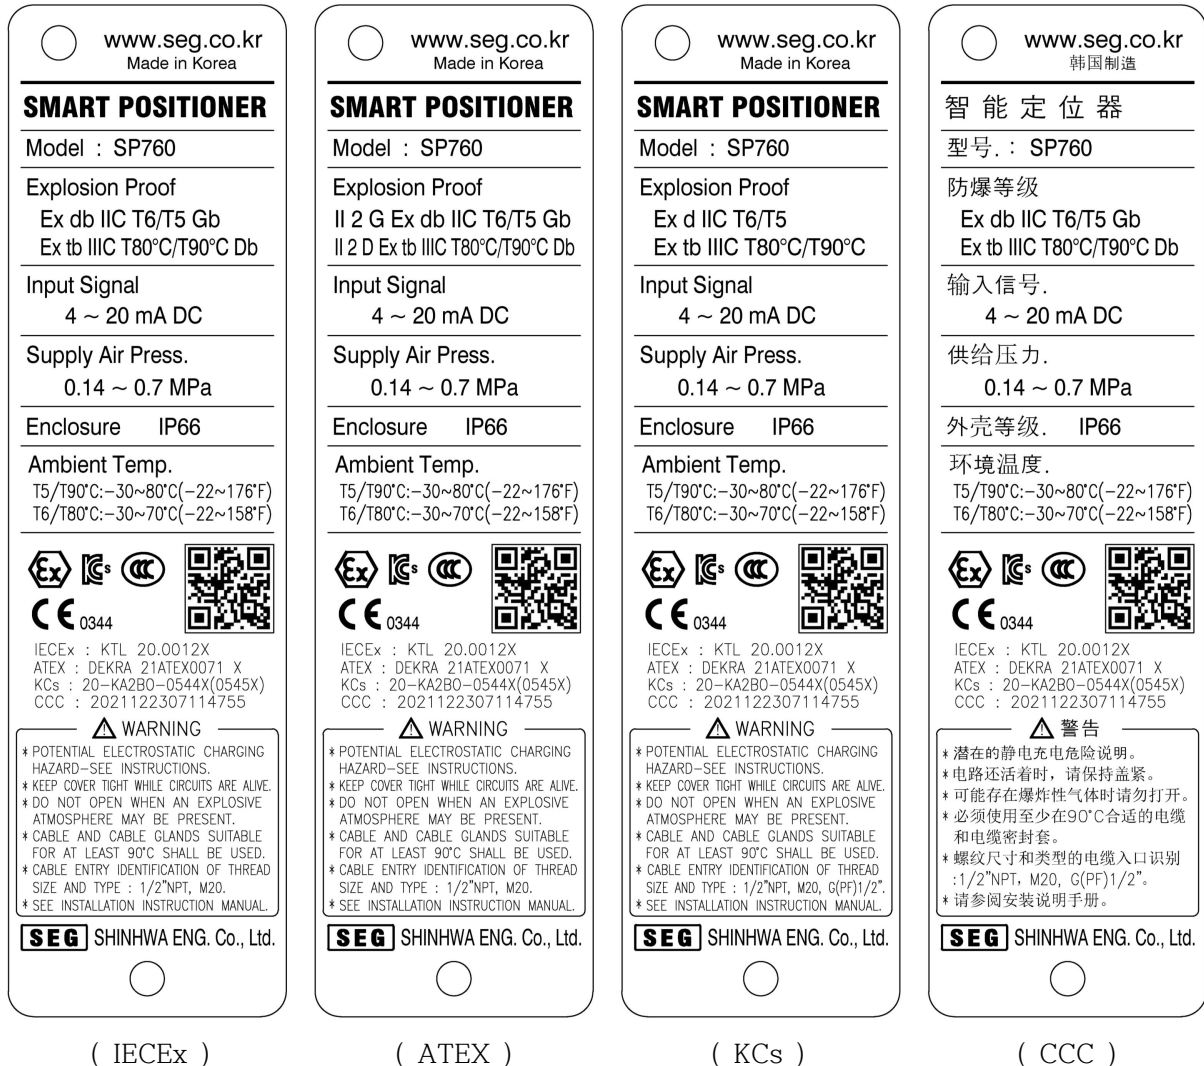 www.seg.co.kr
Made in Korea
SMART POSITIONER
Model : SP760
Explosion Proof
Ex db IIC T6/T5 Gb
Ex tb IIIC T80°C/T90°C Db
Input Signal
4 ~ 20 mA DC
Supply Air Press.
0.14 ~ 0.7 MPa
Enclosure IP66
Ambient Temp.
T5/T90°C:-30~80°C(-22~176°F)
T6/T80°C:-30~70°C(-22~158°F)
Ex KCs CCC
CE 0344
IECEx : KTL 20.0012X
ATEX : DEKRA 21ATEX0071 X
KCs : 20-KA2BO-0544X(0545X)
CCC : 2021122307114755
WARNING
* POTENTIAL ELECTROSTATIC CHARGING
HAZARD-SEE INSTRUCTIONS.
* KEEP COVER TIGHT WHILE CIRCUITS ARE ALIVE.
* DO NOT OPEN WHEN AN EXPLOSIVE
ATMOSPHERE MAY BE PRESENT.
* CABLE AND CABLE GLANDS SUITABLE
FOR AT LEAST 90°C SHALL BE USED.
* CABLE ENTRY IDENTIFICATION OF THREAD
SIZE AND TYPE : 1/2"NPT, M20.
* SEE INSTALLATION INSTRUCTION MANUAL.
SEG SHINHWA ENG. Co., Ltd.
( IECEx )
www.seg.co.kr
Made in Korea
SMART POSITIONER
Model : SP760
Explosion Proof
II 2 G Ex db IIC T6/T5 Gb
II 2 D Ex tb IIIC T80°C/T90°C Db
Input Signal
4 ~ 20 mA DC
Supply Air Press.
0.14 ~ 0.7 MPa
Enclosure IP66
Ambient Temp.
T5/T90°C:-30~80°C(-22~176°F)
T6/T80°C:-30~70°C(-22~158°F)
Ex KCs CCC
CE 0344
IECEx : KTL 20.0012X
ATEX : DEKRA 21ATEX0071 X
KCs : 20-KA2BO-0544X(0545X)
CCC : 2021122307114755
WARNING
* POTENTIAL ELECTROSTATIC CHARGING
HAZARD-SEE INSTRUCTIONS.
* KEEP COVER TIGHT WHILE CIRCUITS ARE ALIVE.
* DO NOT OPEN WHEN AN EXPLOSIVE
ATMOSPHERE MAY BE PRESENT.
* CABLE AND CABLE GLANDS SUITABLE
FOR AT LEAST 90°C SHALL BE USED.
* CABLE ENTRY IDENTIFICATION OF THREAD
SIZE AND TYPE : 1/2"NPT, M20.
* SEE INSTALLATION INSTRUCTION MANUAL.
SEG SHINHWA ENG. Co., Ltd.
( ATEX )
www.seg.co.kr
Made in Korea
SMART POSITIONER
Model : SP760
Explosion Proof
Ex d IIC T6/T5
Ex tb IIIC T80°C/T90°C
Input Signal
4 ~ 20 mA DC
Supply Air Press.
0.14 ~ 0.7 MPa
Enclosure IP66
Ambient Temp.
T5/T90°C:-30~80°C(-22~176°F)
T6/T80°C:-30~70°C(-22~158°F)
Ex KCs CCC
CE 0344
IECEx : KTL 20.0012X
ATEX : DEKRA 21ATEX0071 X
KCs : 20-KA2BO-0544X(0545X)
CCC : 2021122307114755
WARNING
* POTENTIAL ELECTROSTATIC CHARGING
HAZARD-SEE INSTRUCTIONS.
* KEEP COVER TIGHT WHILE CIRCUITS ARE ALIVE.
* DO NOT OPEN WHEN AN EXPLOSIVE
ATMOSPHERE MAY BE PRESENT.
* CABLE AND CABLE GLANDS SUITABLE
FOR AT LEAST 90°C SHALL BE USED.
* CABLE ENTRY IDENTIFICATION OF THREAD
SIZE AND TYPE : 1/2"NPT, M20, G(PF)1/2".
* SEE INSTALLATION INSTRUCTION MANUAL.
SEG SHINHWA ENG. Co., Ltd.
( KCs )
www.seg.co.kr
韩国制造
智能定位器
型号. : SP760
防爆等级
Ex db IIC T6/T5 Gb
Ex tb IIIC T80°C/T90°C Db
输入信号.
4 ~ 20 mA DC
供给压力.
0.14 ~ 0.7 MPa
外壳等级. IP66
环境温度.
T5/T90°C:-30~80°C(-22~176°F)
T6/T80°C:-30~70°C(-22~158°F)
Ex KCs CCC
CE 0344
IECEx : KTL 20.0012X
ATEX : DEKRA 21ATEX0071 X
KCs : 20-KA2BO-0544X(0545X)
CCC : 2021122307114755
警告
* 潜在的静电充电危险说明。
* 电路还活着时，请保持盖紧。
* 可能存在爆炸性气体时请勿打开。
* 必须使用至少在90°C合适的电缆
和电缆密封套。
* 螺纹尺寸和类型的电缆入口识别
:1/2"NPT, M20, G(PF)1/2"。
* 请参阅安装说明手册。
SEG SHINHWA ENG. Co., Ltd.
( CCC )